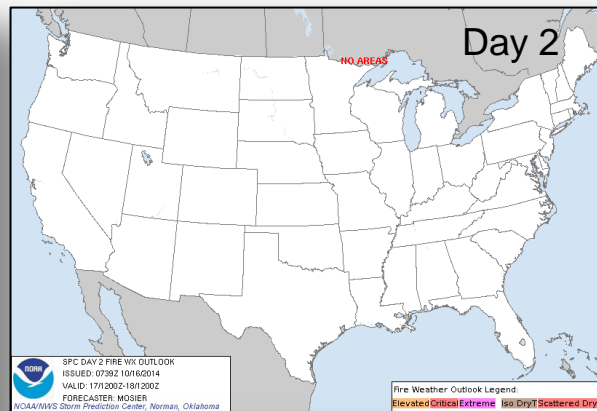 Day 2
NO AREAS
NOAA
SPC DAY 2 FIRE WX OUTLOOK
ISSUED: 0739Z 10/16/2014
VALID: 17/1200Z-18/1200Z
FORECASTER: MOSIER
NOAA/NWS Storm Prediction Center, Norman, Oklahoma
Fire Weather Outlook Legend:
Elevated Critical Extreme Iso DryT Scattered Dry